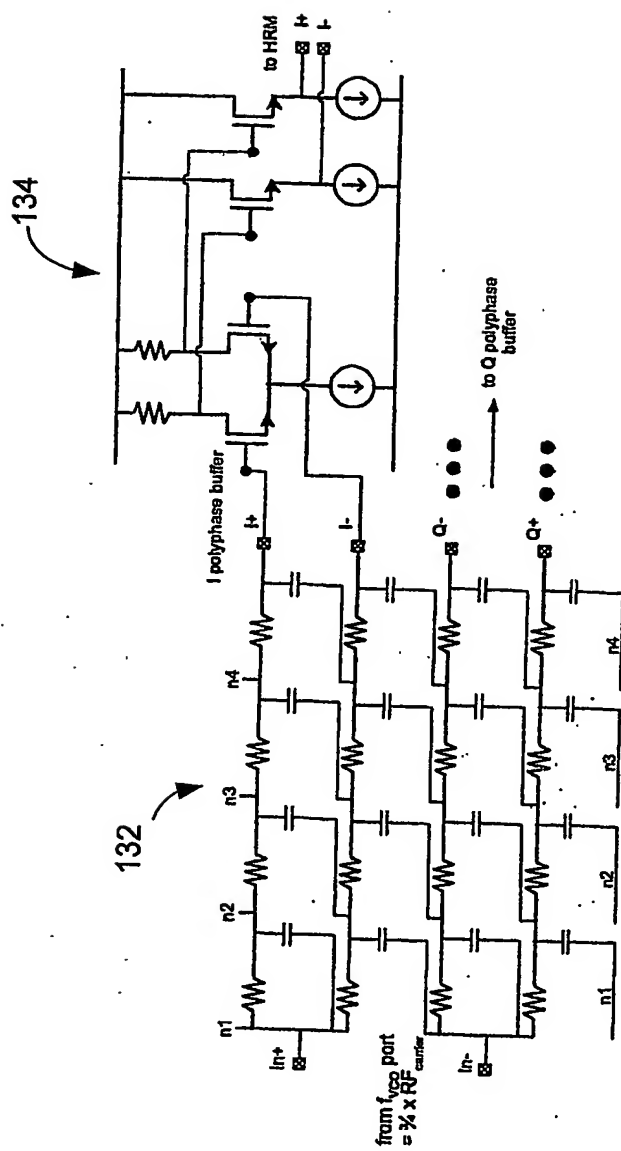 134
to HRM
I+
I-
I polyphase buffer
132
n1
n2
n3
n4
I+
I-
Q-
Q+
to Q polyphase
buffer
In+
from fVCO port
= ¾ x RFcarrier
In-
n1
n2
n3
n4